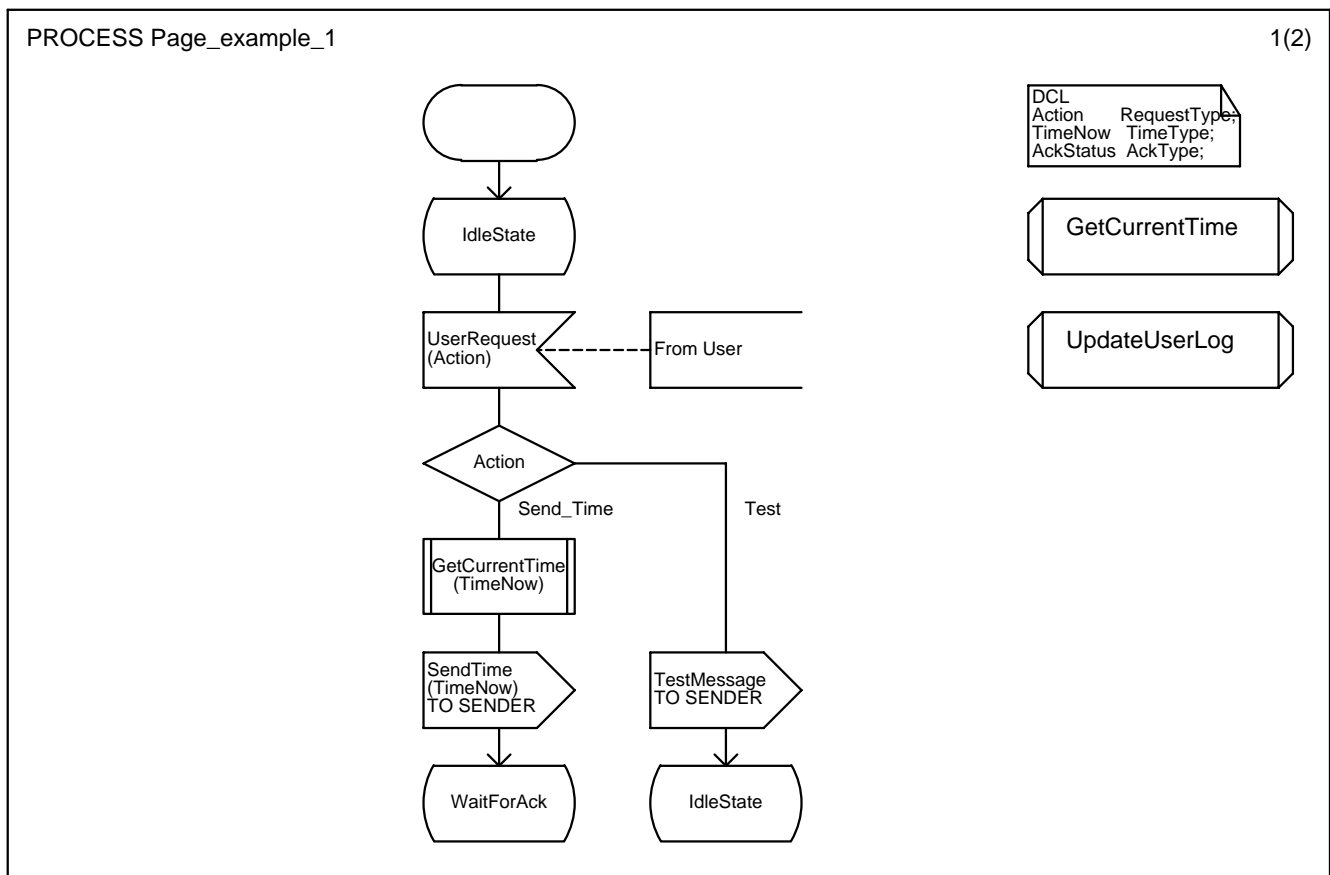 PROCESS Page_example_1
1(2)
DCL
Action RequestType;
TimeNow TimeType;
AckStatus AckType;
IdleState
GetCurrentTime
UserRequest
(Action)
From User
UpdateUserLog
Action
Send_Time
Test
GetCurrentTime
(TimeNow)
SendTime
(TimeNow)
TO SENDER
TestMessage
TO SENDER
WaitForAck
IdleState